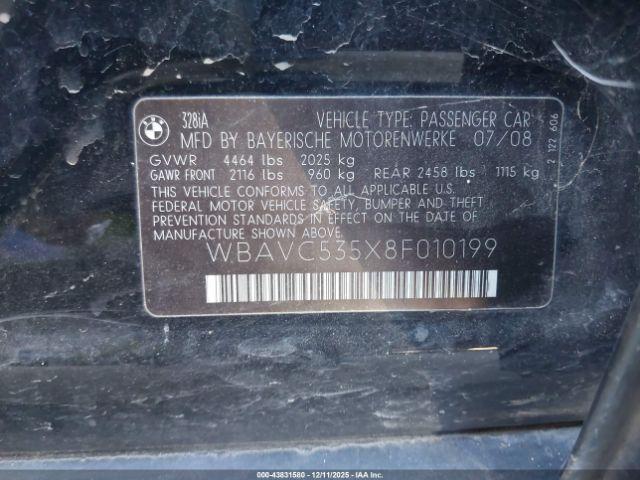 BMW
328iA
VEHICLE TYPE: PASSENGER CAR
MFD BY BAYERISCHE MOTORENWERKE 07/08
GVWR 4464 lbs 2025 kg
GAWR FRONT 2116 lbs 960 kg REAR 2458 lbs 1115 kg
THIS VEHICLE CONFORMS TO ALL APPLICABLE U.S.
FEDERAL MOTOR VEHICLE SAFETY, BUMPER AND THEFT
PREVENTION STANDARDS IN EFFECT ON THE DATE OF
MANUFACTURE SHOWN ABOVE.
WBAVC535X8F010199
2 122 606
000-43831580 - 12/11/2025 - COPART.COM